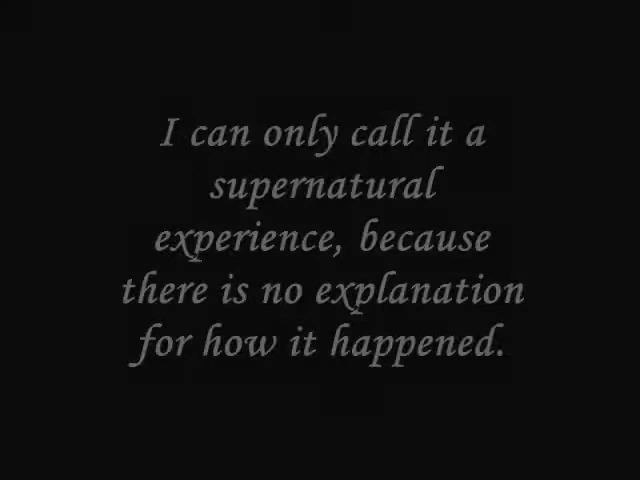 I can only call it a
supernatural
experience, because
there is no explanation
for how it happened.